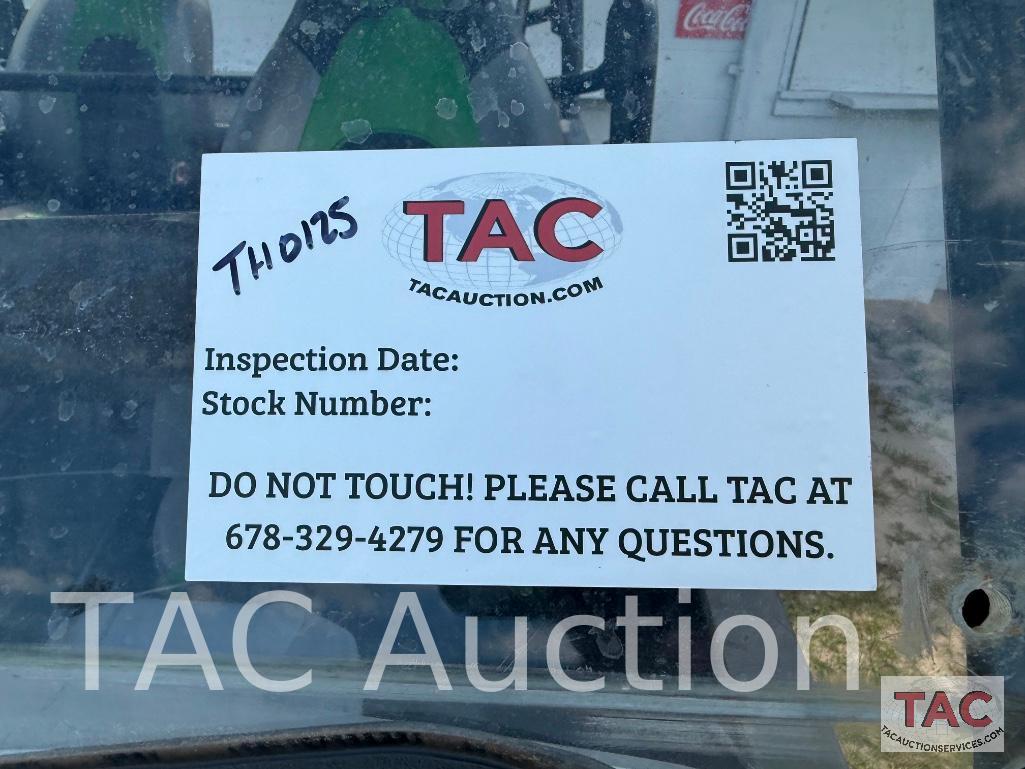 Coca-Cola
TH0125
TAC
TACAUCTION.COM
Inspection Date:
Stock Number:
DO NOT TOUCH! PLEASE CALL TAC AT
678-329-4279 FOR ANY QUESTIONS.
TAC Auction
TAC
TACAUCTIONSERVICES.COM